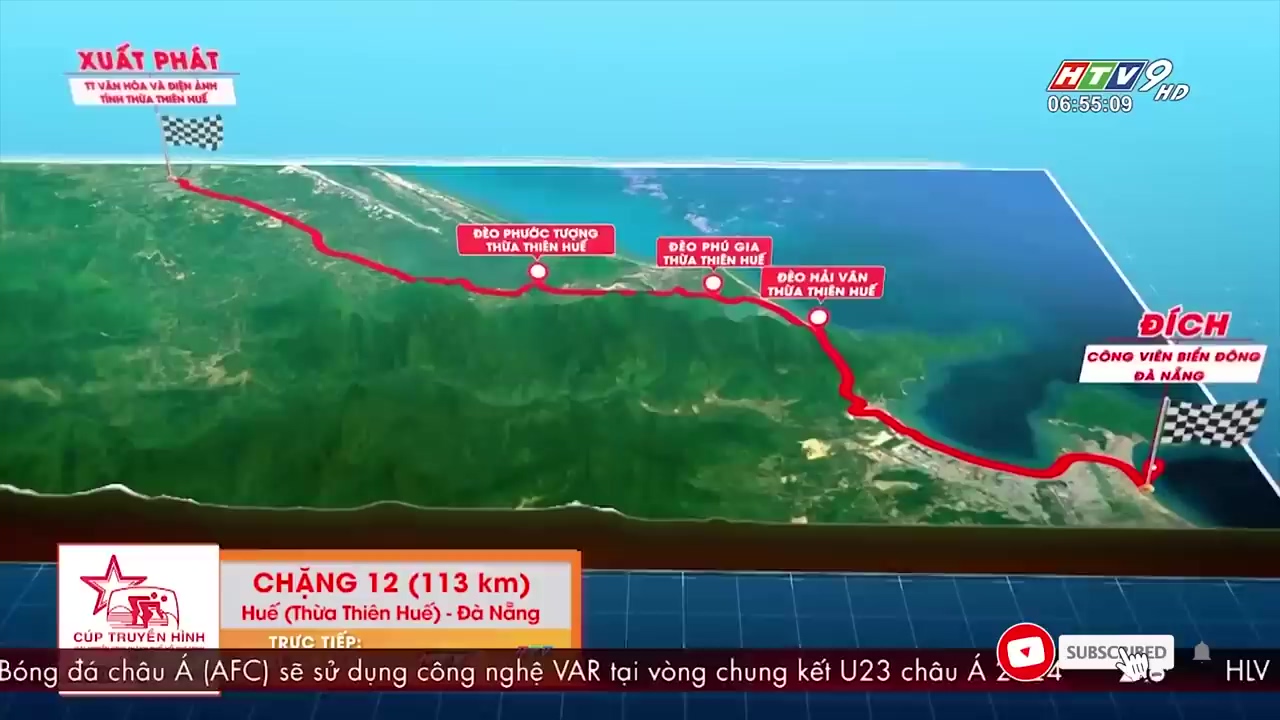 XUẤT PHÁT
TT VĂN HÓA VÀ ĐIỆN ẢNH
TỈNH THỪA THIÊN HUẾ
HTV9 HD
06:55:09
ĐÈO PHƯỚC TƯỢNG
THỪA THIÊN HUẾ
ĐÈO PHÚ GIA
THỪA THIÊN HUẾ
ĐÈO HẢI VÂN
THỪA THIÊN HUẾ
ĐÍCH
CÔNG VIÊN BIỂN ĐÔNG
ĐÀ NẴNG
CHẶNG 12 (113 km)
Huế (Thừa Thiên Huế) - Đà Nẵng
CÚP TRUYỀN HÌNH
TRỰC TIẾP:
SUBSCRIBED
Bóng đá châu Á (AFC) sẽ sử dụng công nghệ VAR tại vòng chung kết U23 châu Á 2024
HLV